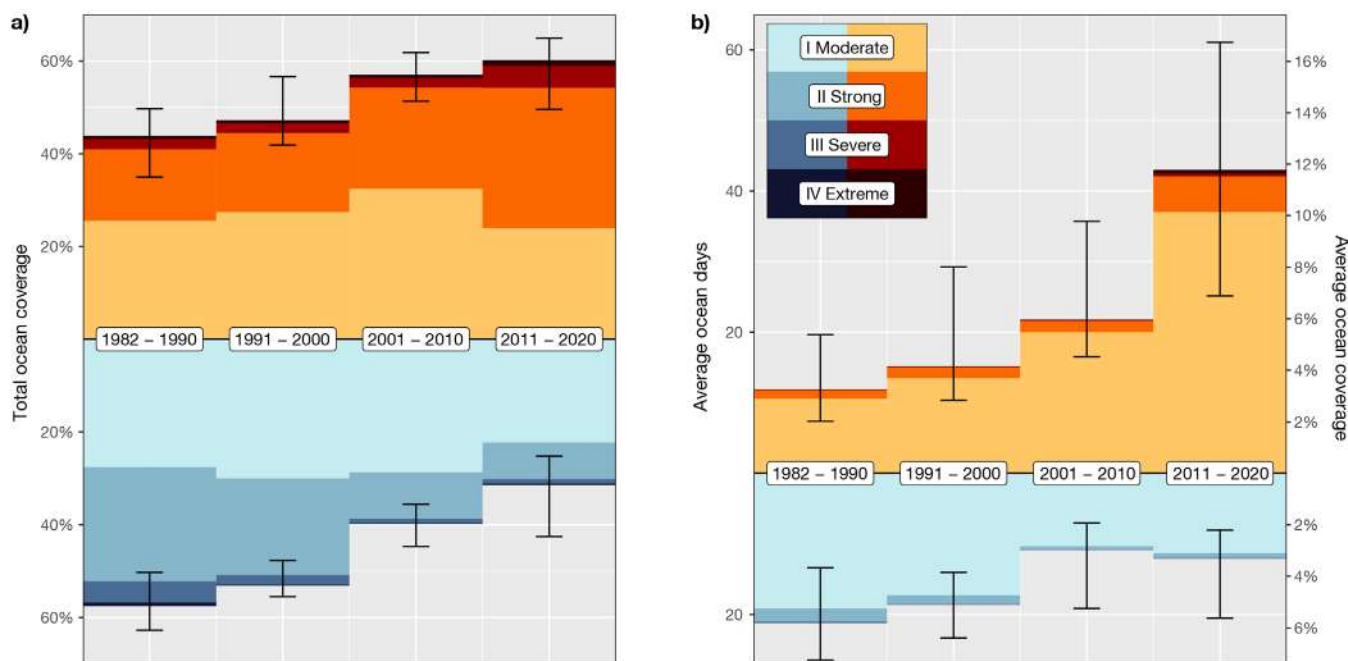 a)
Total ocean coverage
60%
40%
20%
1982 – 1990
1991 – 2000
2001 – 2010
2011 – 2020
20%
40%
60%
b)
Average ocean days
60
40
20
20
I Moderate
II Strong
III Severe
IV Extreme
1982 – 1990
1991 – 2000
2001 – 2010
2011 – 2020
16%
14%
12%
10%
8%
6%
4%
2%
2%
4%
6%
Average ocean coverage